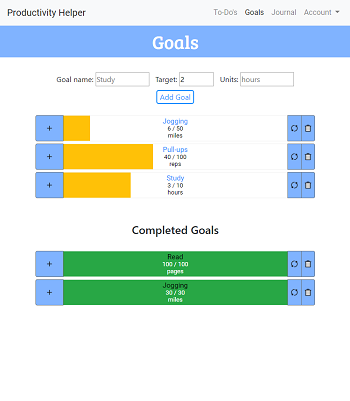 Productivity Helper
To-Do's Goals Journal Account
Goals
Goal name: Study Target: 2 Units: hours
Add Goal
+
Jogging
6 / 50
miles
+
Pull-ups
40 / 100
reps
+
Study
3 / 10
hours
Completed Goals
+
Read
100 / 100
pages
+
Jogging
30 / 30
miles